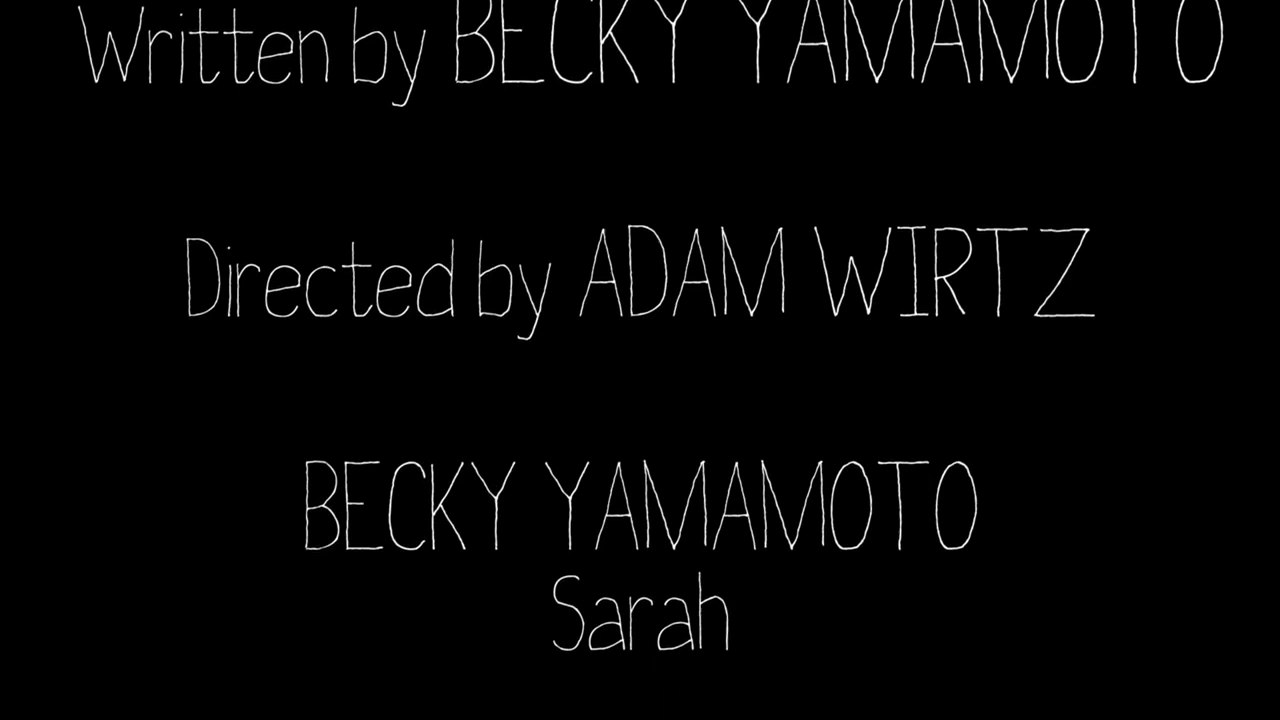 Written by BECKY YAMAMOTO
Directed by ADAM WIRTZ
BECKY YAMAMOTO
Sarah